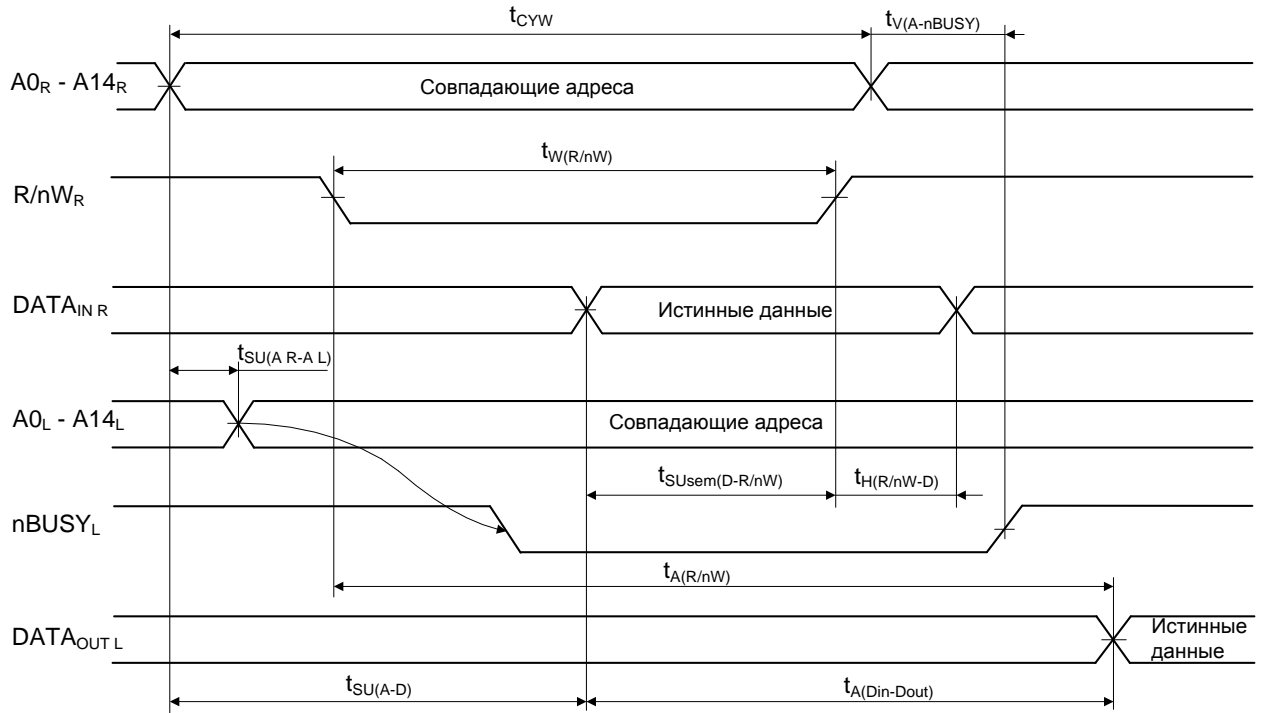 tCYW
tV(A-nBUSY)
A0R - A14R
Совпадающие адреса
tW(R/nW)
R/nWR
DATAIN R
Истинные данные
tSU(A R-A L)
A0L - A14L
Совпадающие адреса
tSUsem(D-R/nW)
tH(R/nW-D)
nBUSYL
tA(R/nW)
DATAOUT L
Истинные
данные
tSU(A-D)
tA(Din-Dout)